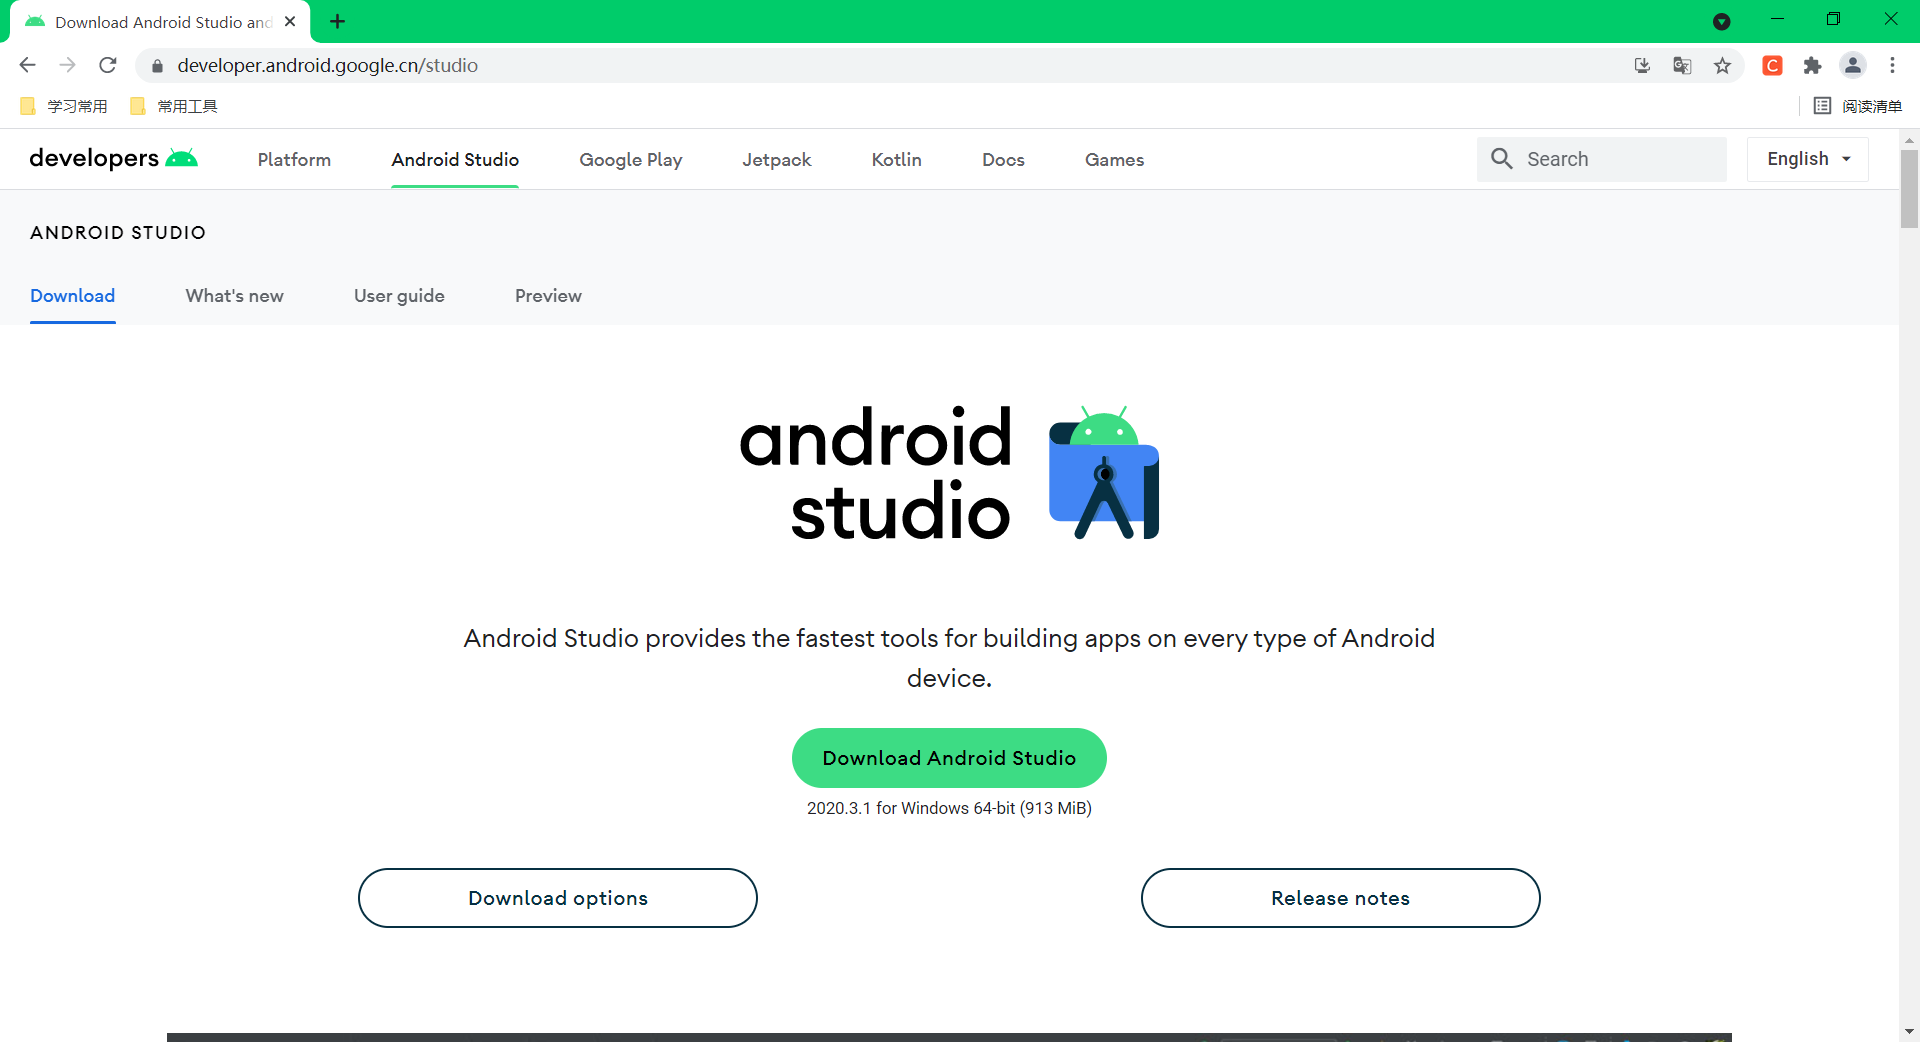 Download Android Studio and
developer.android.google.cn/studio
学习常用 常用工具 阅读清单
developers Platform Android Studio Google Play Jetpack Kotlin Docs Games Search English
ANDROID STUDIO
Download What's new User guide Preview
android
studio
Android Studio provides the fastest tools for building apps on every type of Android
device.
Download Android Studio
2020.3.1 for Windows 64-bit (913 MiB)
Download options Release notes